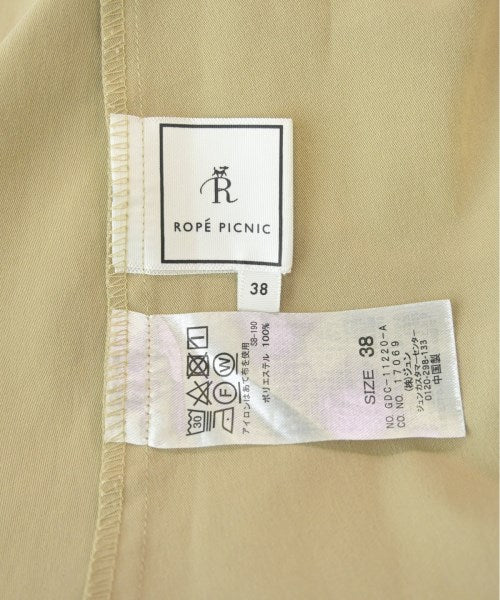 R
ROPÉ PICNIC
38
30
F W
アイロンはあて布を使用
SB-190
ポリエステル 100%
SIZE 38
NO. GDC-11220-A
CO. NO. 17069
(株)ジュン
ジュンカスタマーセンター
0120-298-133
中国製